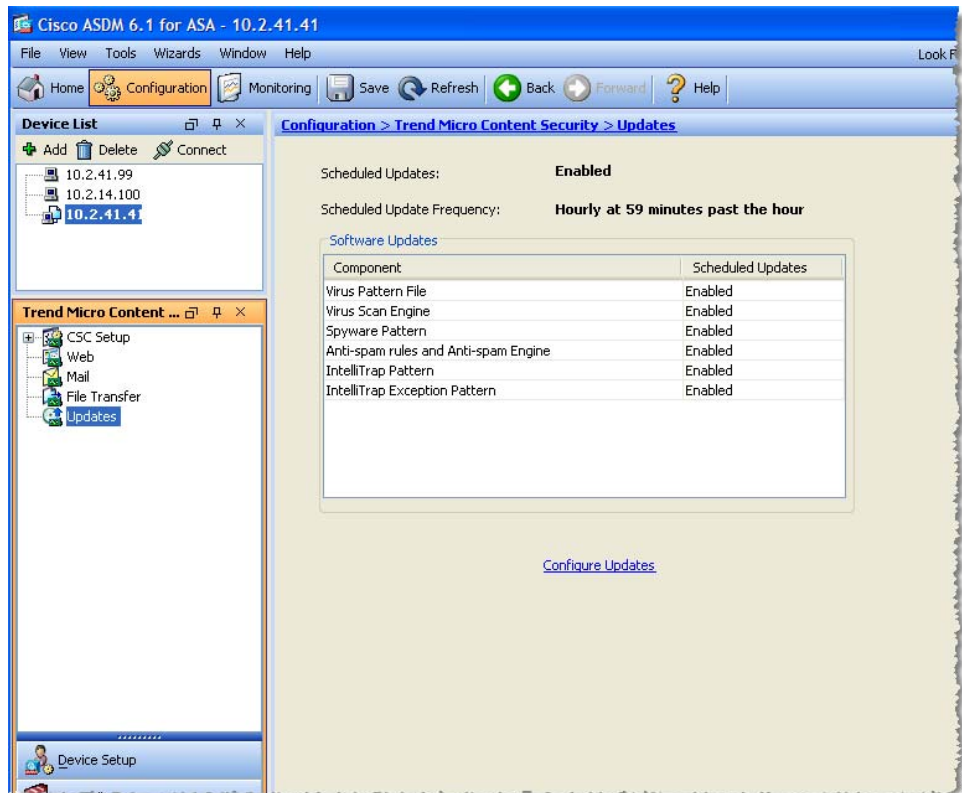 Cisco ASDM 6.1 for ASA - 10.2.41.41
File View Tools Wizards Window Help
Look F
Home Configuration Monitoring Save Refresh Back Forward Help
Device List
Add Delete Connect
10.2.41.99
10.2.14.100
10.2.41.41
Trend Micro Content ...
CSC Setup
Web
Mail
File Transfer
Updates
Device Setup
Configuration > Trend Micro Content Security > Updates
Scheduled Updates: Enabled
Scheduled Update Frequency: Hourly at 59 minutes past the hour
Software Updates
Component Scheduled Updates
Virus Pattern File Enabled
Virus Scan Engine Enabled
Spyware Pattern Enabled
Anti-spam rules and Anti-spam Engine Enabled
IntelliTrap Pattern Enabled
IntelliTrap Exception Pattern Enabled
Configure Updates